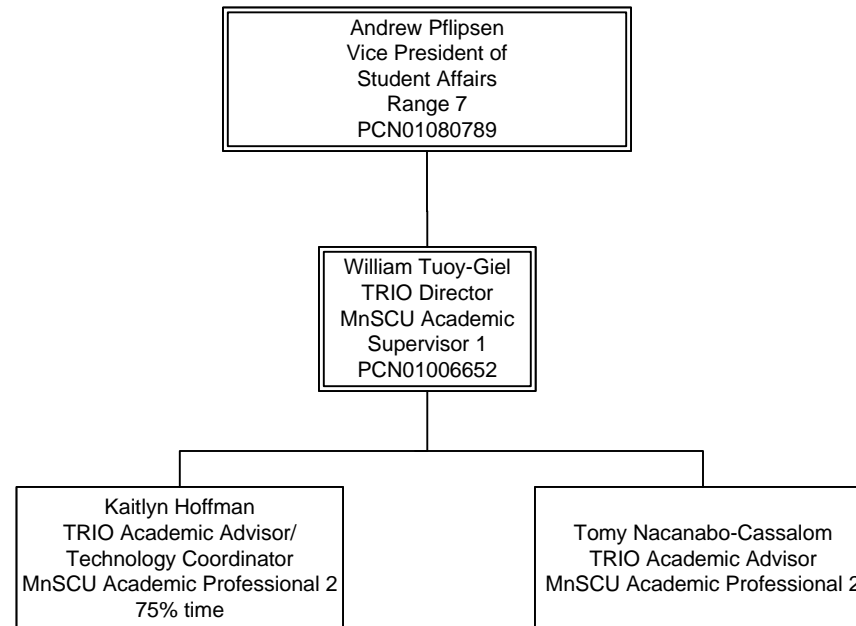 Andrew Pflipsen
Vice President of
Student Affairs
Range 7
PCN01080789
William Tuoy-Giel
TRIO Director
MnSCU Academic
Supervisor 1
PCN01006652
Kaitlyn Hoffman
TRIO Academic Advisor/
Technology Coordinator
MnSCU Academic Professional 2
75% time
Tomy Nacanabo-Cassalom
TRIO Academic Advisor
MnSCU Academic Professional 2